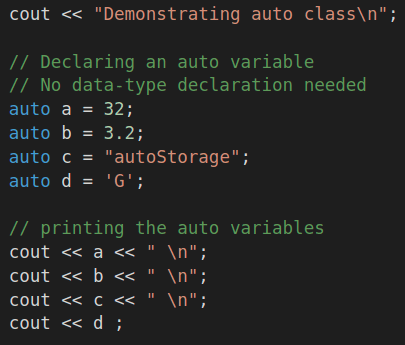 cout << "Demonstrating auto class\n";
// Declaring an auto variable
// No data-type declaration needed
auto a = 32;
auto b = 3.2;
auto c = "autoStorage";
auto d = 'G';
// printing the auto variables
cout << a << " \n";
cout << b << " \n";
cout << c << " \n";
cout << d ;